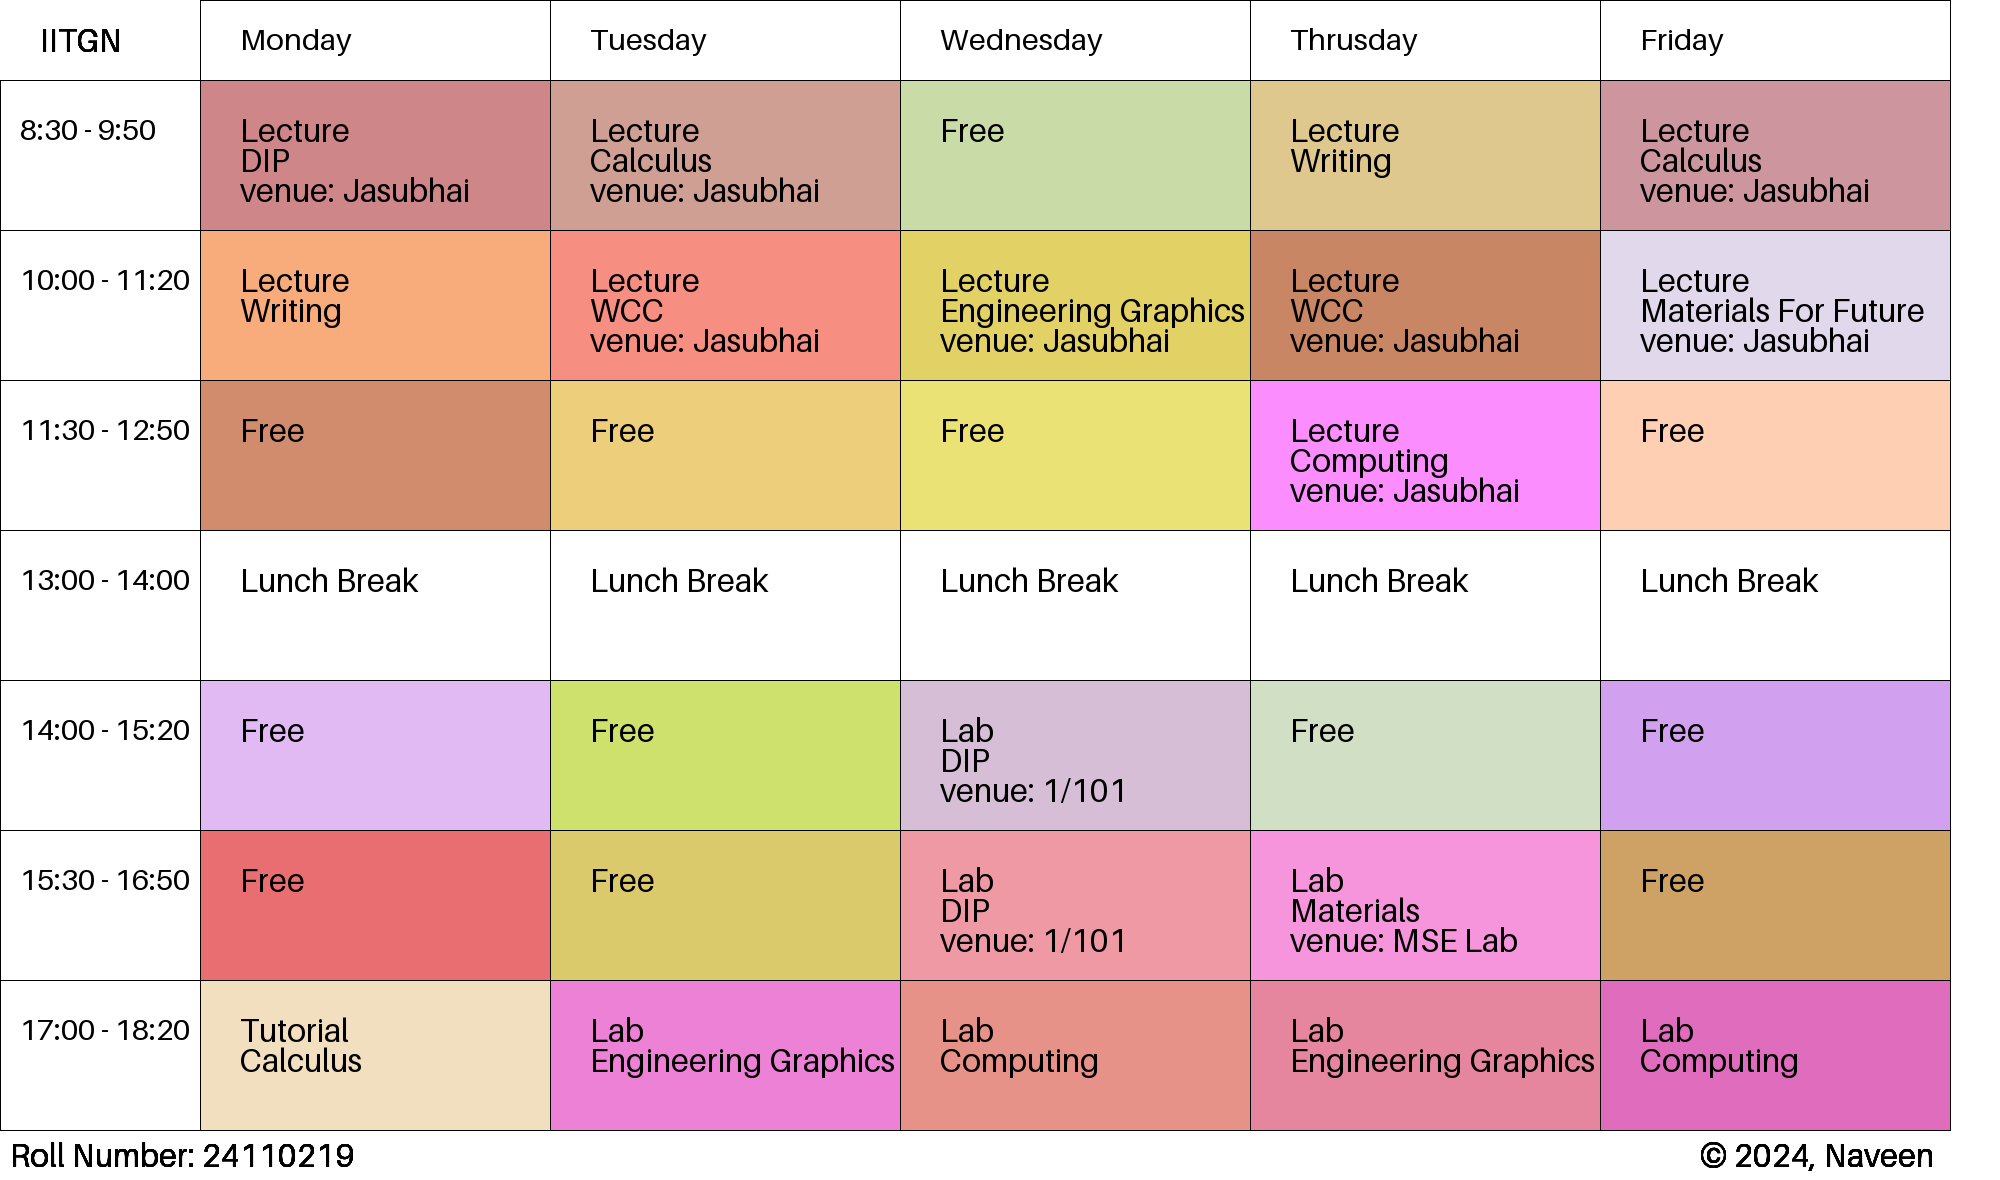 IITGN
Monday
Tuesday
Wednesday
Thrusday
Friday
8:30 - 9:50
Lecture
DIP
venue: Jasubhai
Lecture
Calculus
venue: Jasubhai
Free
Lecture
Writing
Lecture
Calculus
venue: Jasubhai
10:00 - 11:20
Lecture
Writing
Lecture
WCC
venue: Jasubhai
Lecture
Engineering Graphics
venue: Jasubhai
Lecture
WCC
venue: Jasubhai
Lecture
Materials For Future
venue: Jasubhai
11:30 - 12:50
Free
Free
Free
Lecture
Computing
venue: Jasubhai
Free
13:00 - 14:00
Lunch Break
Lunch Break
Lunch Break
Lunch Break
Lunch Break
14:00 - 15:20
Free
Free
Lab
DIP
venue: 1/101
Free
Free
15:30 - 16:50
Free
Free
Lab
DIP
venue: 1/101
Lab
Materials
venue: MSE Lab
Free
17:00 - 18:20
Tutorial
Calculus
Lab
Engineering Graphics
Lab
Computing
Lab
Engineering Graphics
Lab
Computing
Roll Number: 24110219
© 2024, Naveen